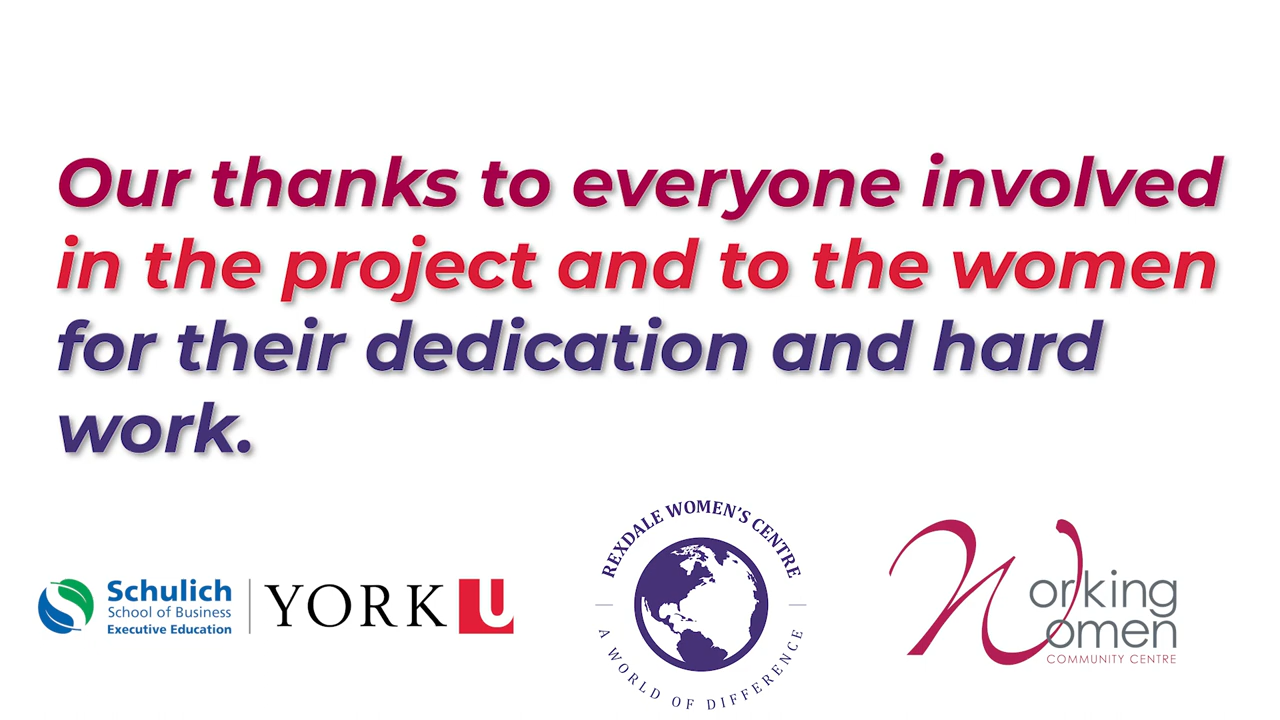 Our thanks to everyone involved
in the project and to the women
for their dedication and hard
work.
Schulich
School of Business
Executive Education
YORK U
REXDALE WOMEN'S CENTRE
A WORLD OF DIFFERENCE
Working
Women
COMMUNITY CENTRE